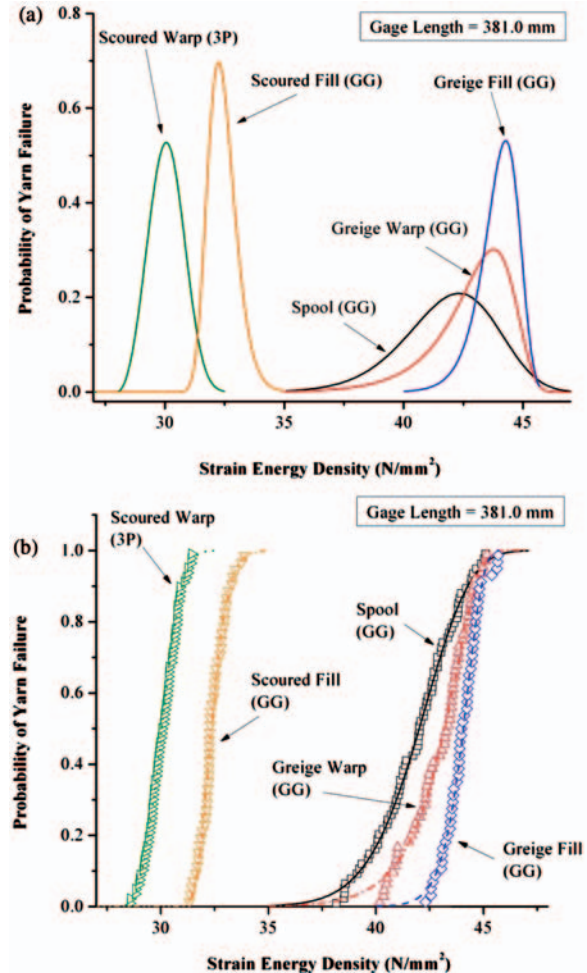 (a)
Gage Length = 381.0 mm
Scoured Warp (3P)
Scoured Fill (GG)
Greige Fill (GG)
Greige Warp (GG)
Spool (GG)
Probability of Yarn Failure
0.8
0.6
0.4
0.2
0.0
30
35
40
45
Strain Energy Density (N/mm²)
(b)
Gage Length = 381.0 mm
Scoured Warp
(3P)
Spool
(GG)
Scoured Fill
(GG)
Greige Warp
(GG)
Greige Fill
(GG)
Probability of Yarn Failure
1.0
0.8
0.6
0.4
0.2
0.0
30
35
40
45
Strain Energy Density (N/mm²)